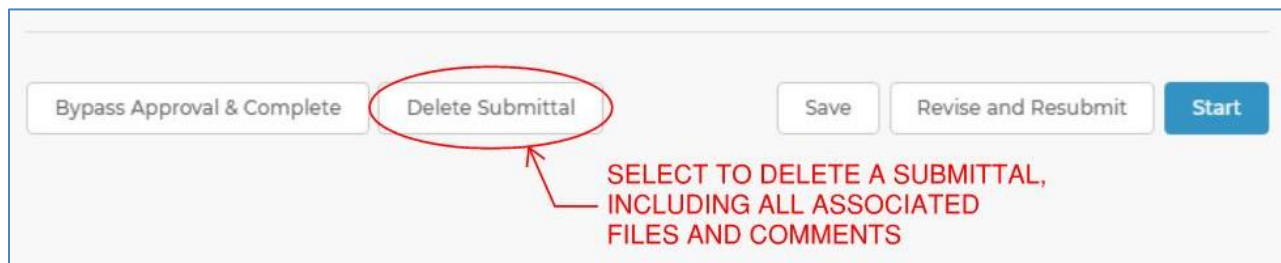 Bypass Approval & Complete Delete Submittal Save Revise and Resubmit Start
SELECT TO DELETE A SUBMITTAL,
INCLUDING ALL ASSOCIATED
FILES AND COMMENTS